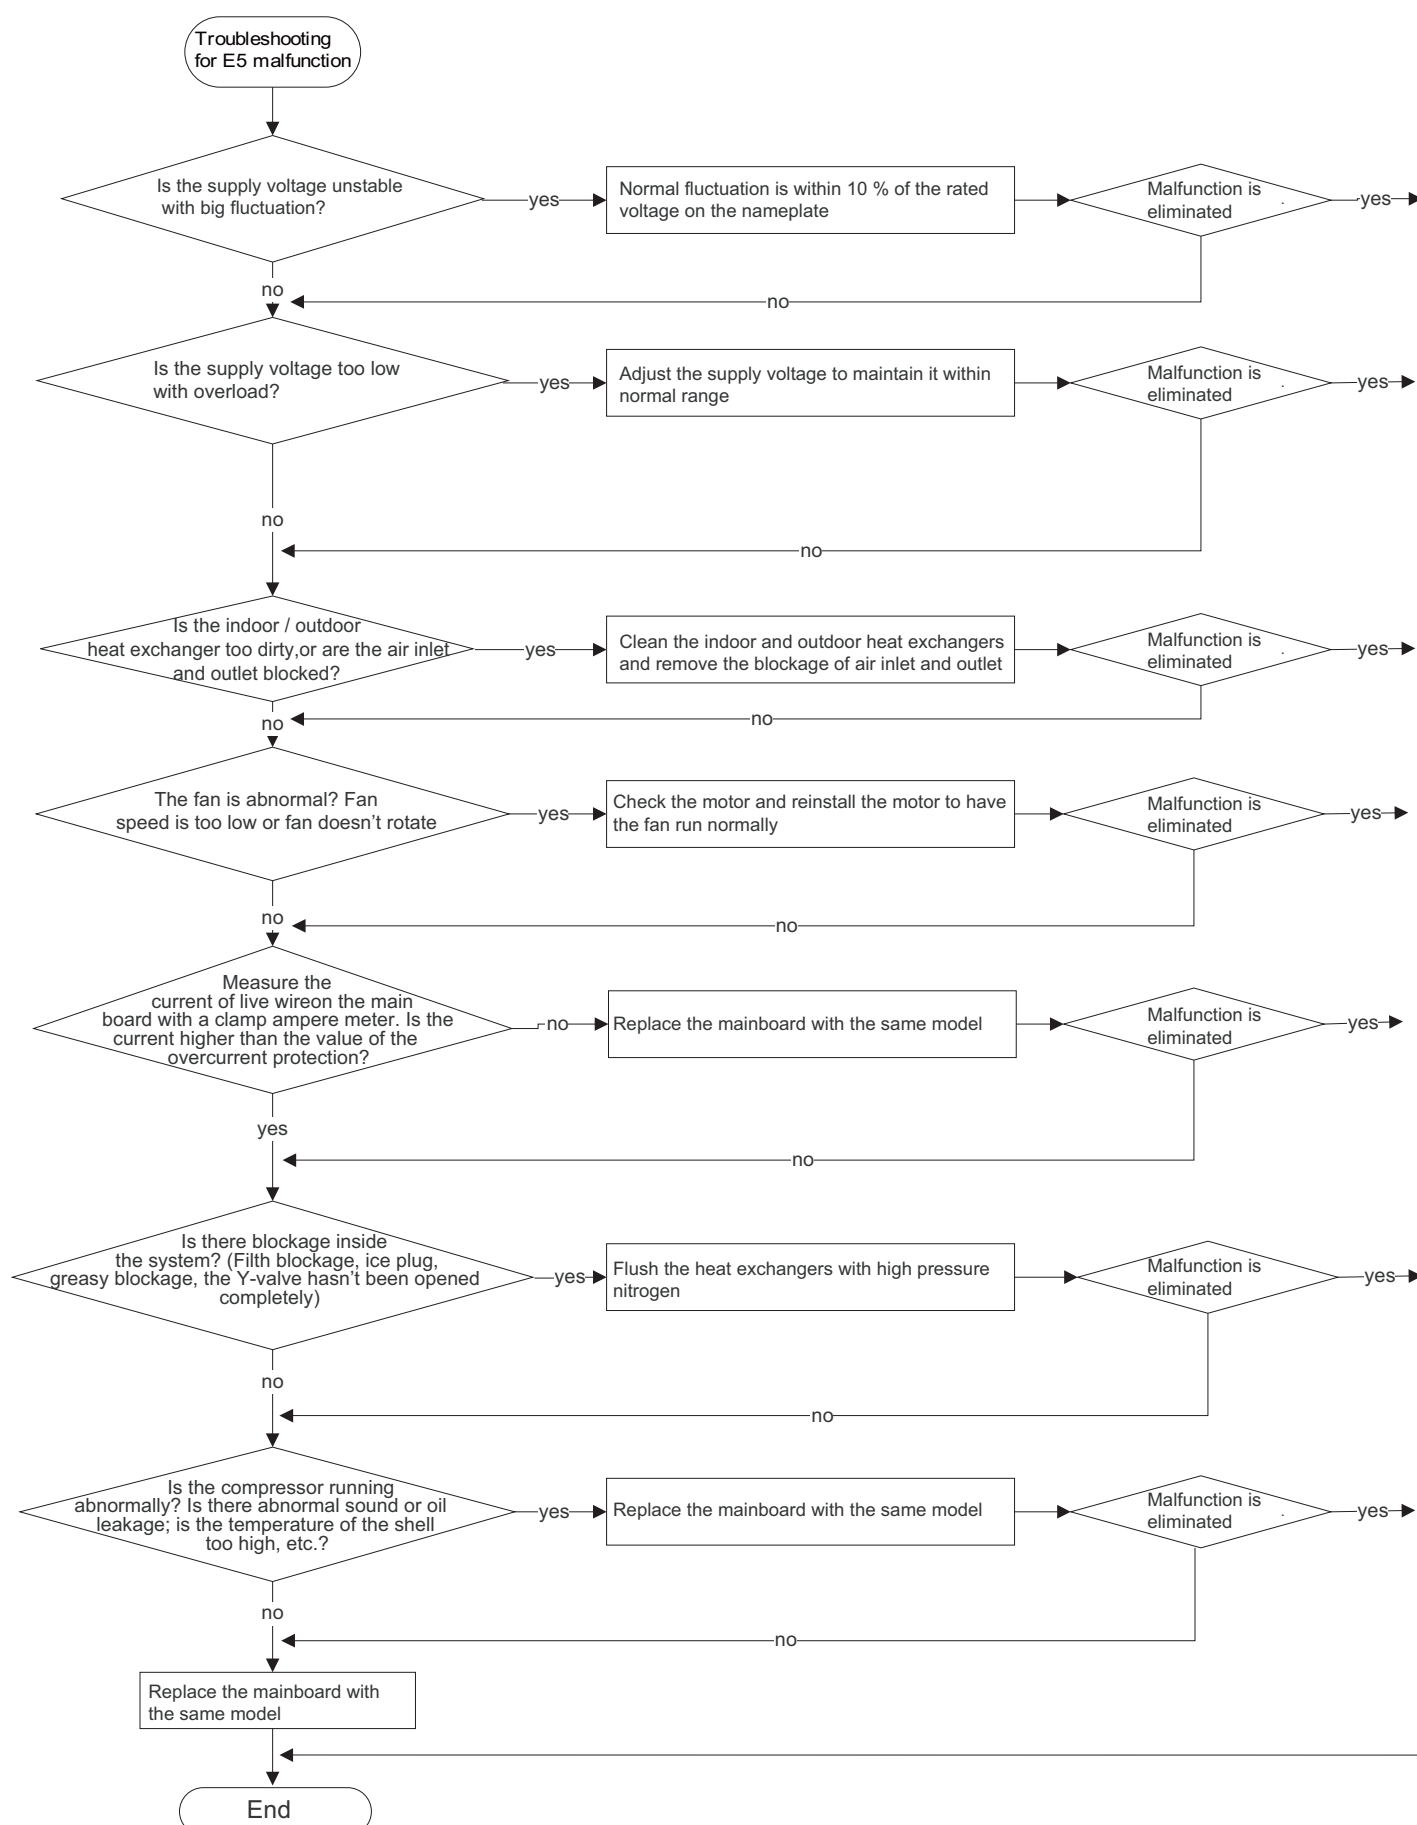 Troubleshooting
for E5 malfunction
Is the supply voltage unstable
with big fluctuation?
yes
Normal fluctuation is within 10 % of the rated
voltage on the nameplate
Malfunction is
eliminated
yes
no
no
Is the supply voltage too low
with overload?
yes
Adjust the supply voltage to maintain it within
normal range
Malfunction is
eliminated
yes
no
no
Is the indoor / outdoor
heat exchanger too dirty,or are the air inlet
and outlet blocked?
yes
Clean the indoor and outdoor heat exchangers
and remove the blockage of air inlet and outlet
Malfunction is
eliminated
yes
no
no
The fan is abnormal? Fan
speed is too low or fan doesn't rotate
yes
Check the motor and reinstall the motor to have
the fan run normally
Malfunction is
eliminated
yes
no
no
Measure the
current of live wireon the main
board with a clamp ampere meter. Is the
current higher than the value of the
overcurrent protection?
no
Replace the mainboard with the same model
Malfunction is
eliminated
yes
yes
no
Is there blockage inside
the system? (Filth blockage, ice plug,
greasy blockage, the Y-valve hasn't been opened
completely)
yes
Flush the heat exchangers with high pressure
nitrogen
Malfunction is
eliminated
yes
no
no
Is the compressor running
abnormally? Is there abnormal sound or oil
leakage; is the temperature of the shell
too high, etc.?
yes
Replace the mainboard with the same model
Malfunction is
eliminated
yes
no
no
Replace the mainboard with
the same model
End